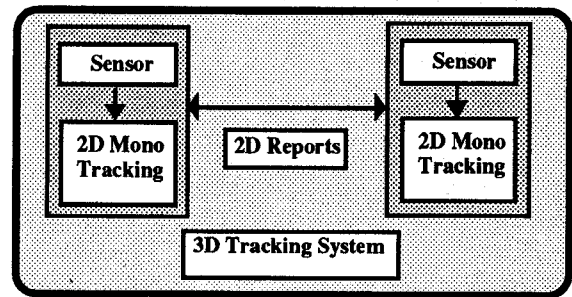 Sensor
2D Mono
Tracking
2D Reports
Sensor
2D Mono
Tracking
3D Tracking System